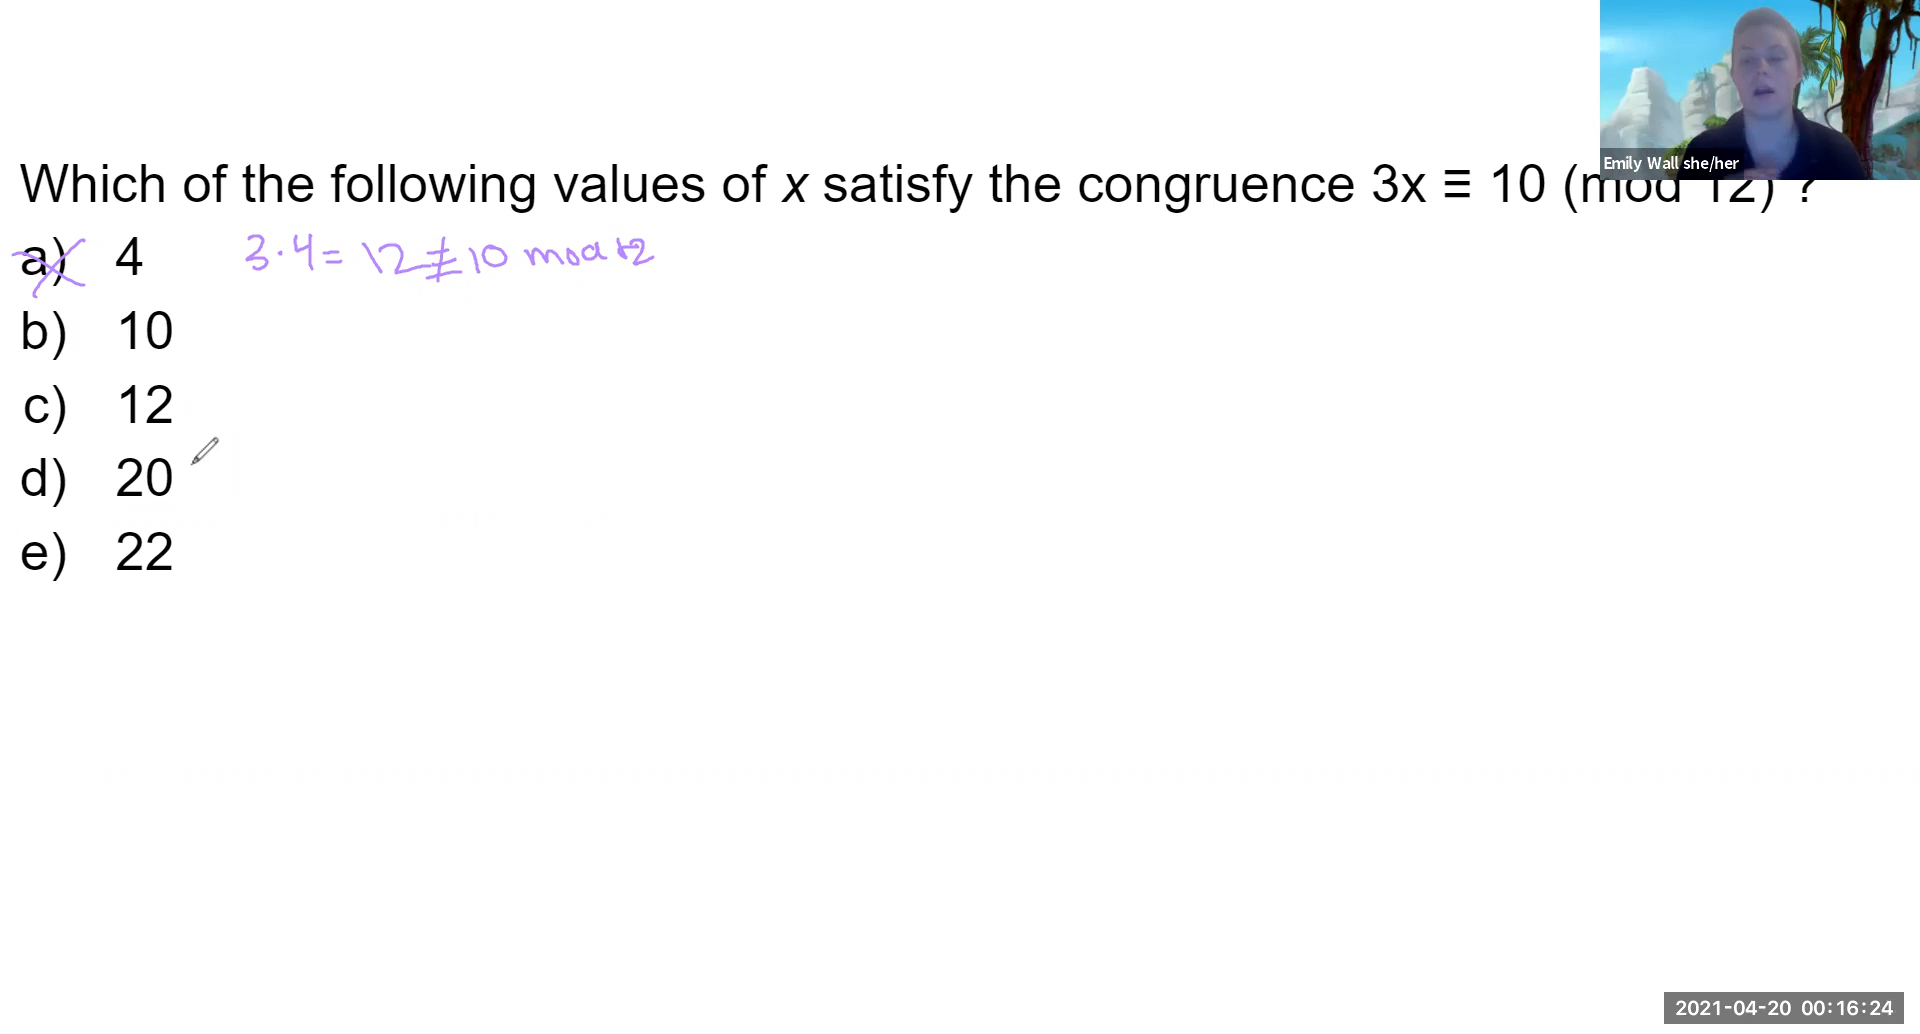 Emily Wall she/her
Which of the following values of x satisfy the congruence 3x ≡ 10 (mod 12) ?
a) 4 3·4= 12≢10 mod 12
b) 10
c) 12
d) 20
e) 22
2021-04-20 00:16:24